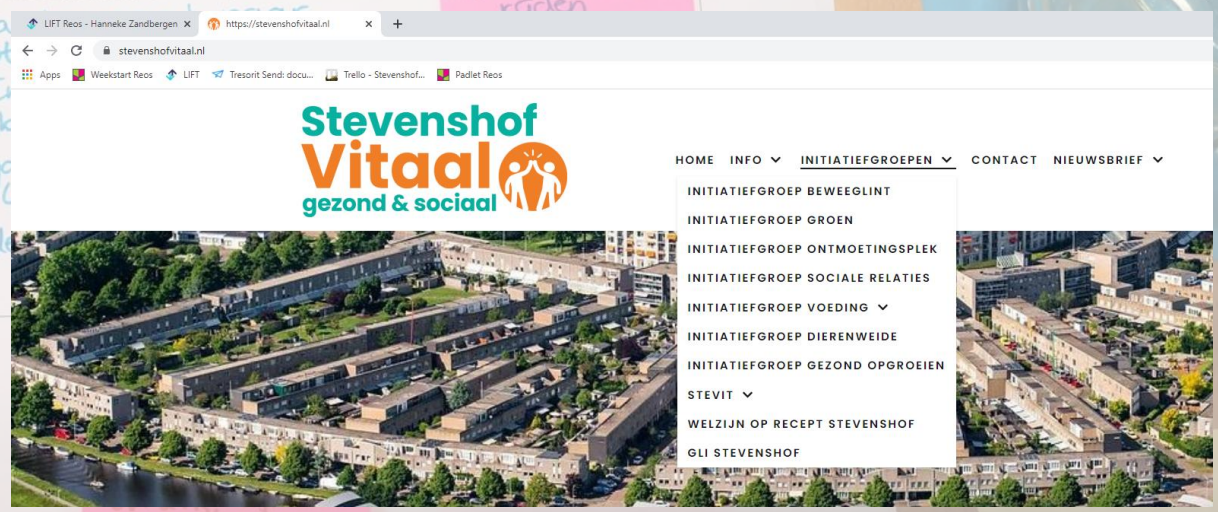 LIFT Reos - Hanneke Zandbergen
https://stevenshofvitaal.nl
stevenshofvitaal.nl
Apps Weekstart Reos LIFT Tresorit Send: docu... Trello - Stevenshof... Padlet Reos
Stevenshof
Vitaal
gezond & sociaal
HOME INFO INITIATIEFGROEPEN CONTACT NIEUWSBRIEF
INITIATIEFGROEP BEWEEGLINT
INITIATIEFGROEP GROEN
INITIATIEFGROEP ONTMOETINGSPLEK
INITIATIEFGROEP SOCIALE RELATIES
INITIATIEFGROEP VOEDING
INITIATIEFGROEP DIERENWEIDE
INITIATIEFGROEP GEZOND OPGROEIEN
STEVIT
WELZIJN OP RECEPT STEVENSHOF
GLI STEVENSHOF